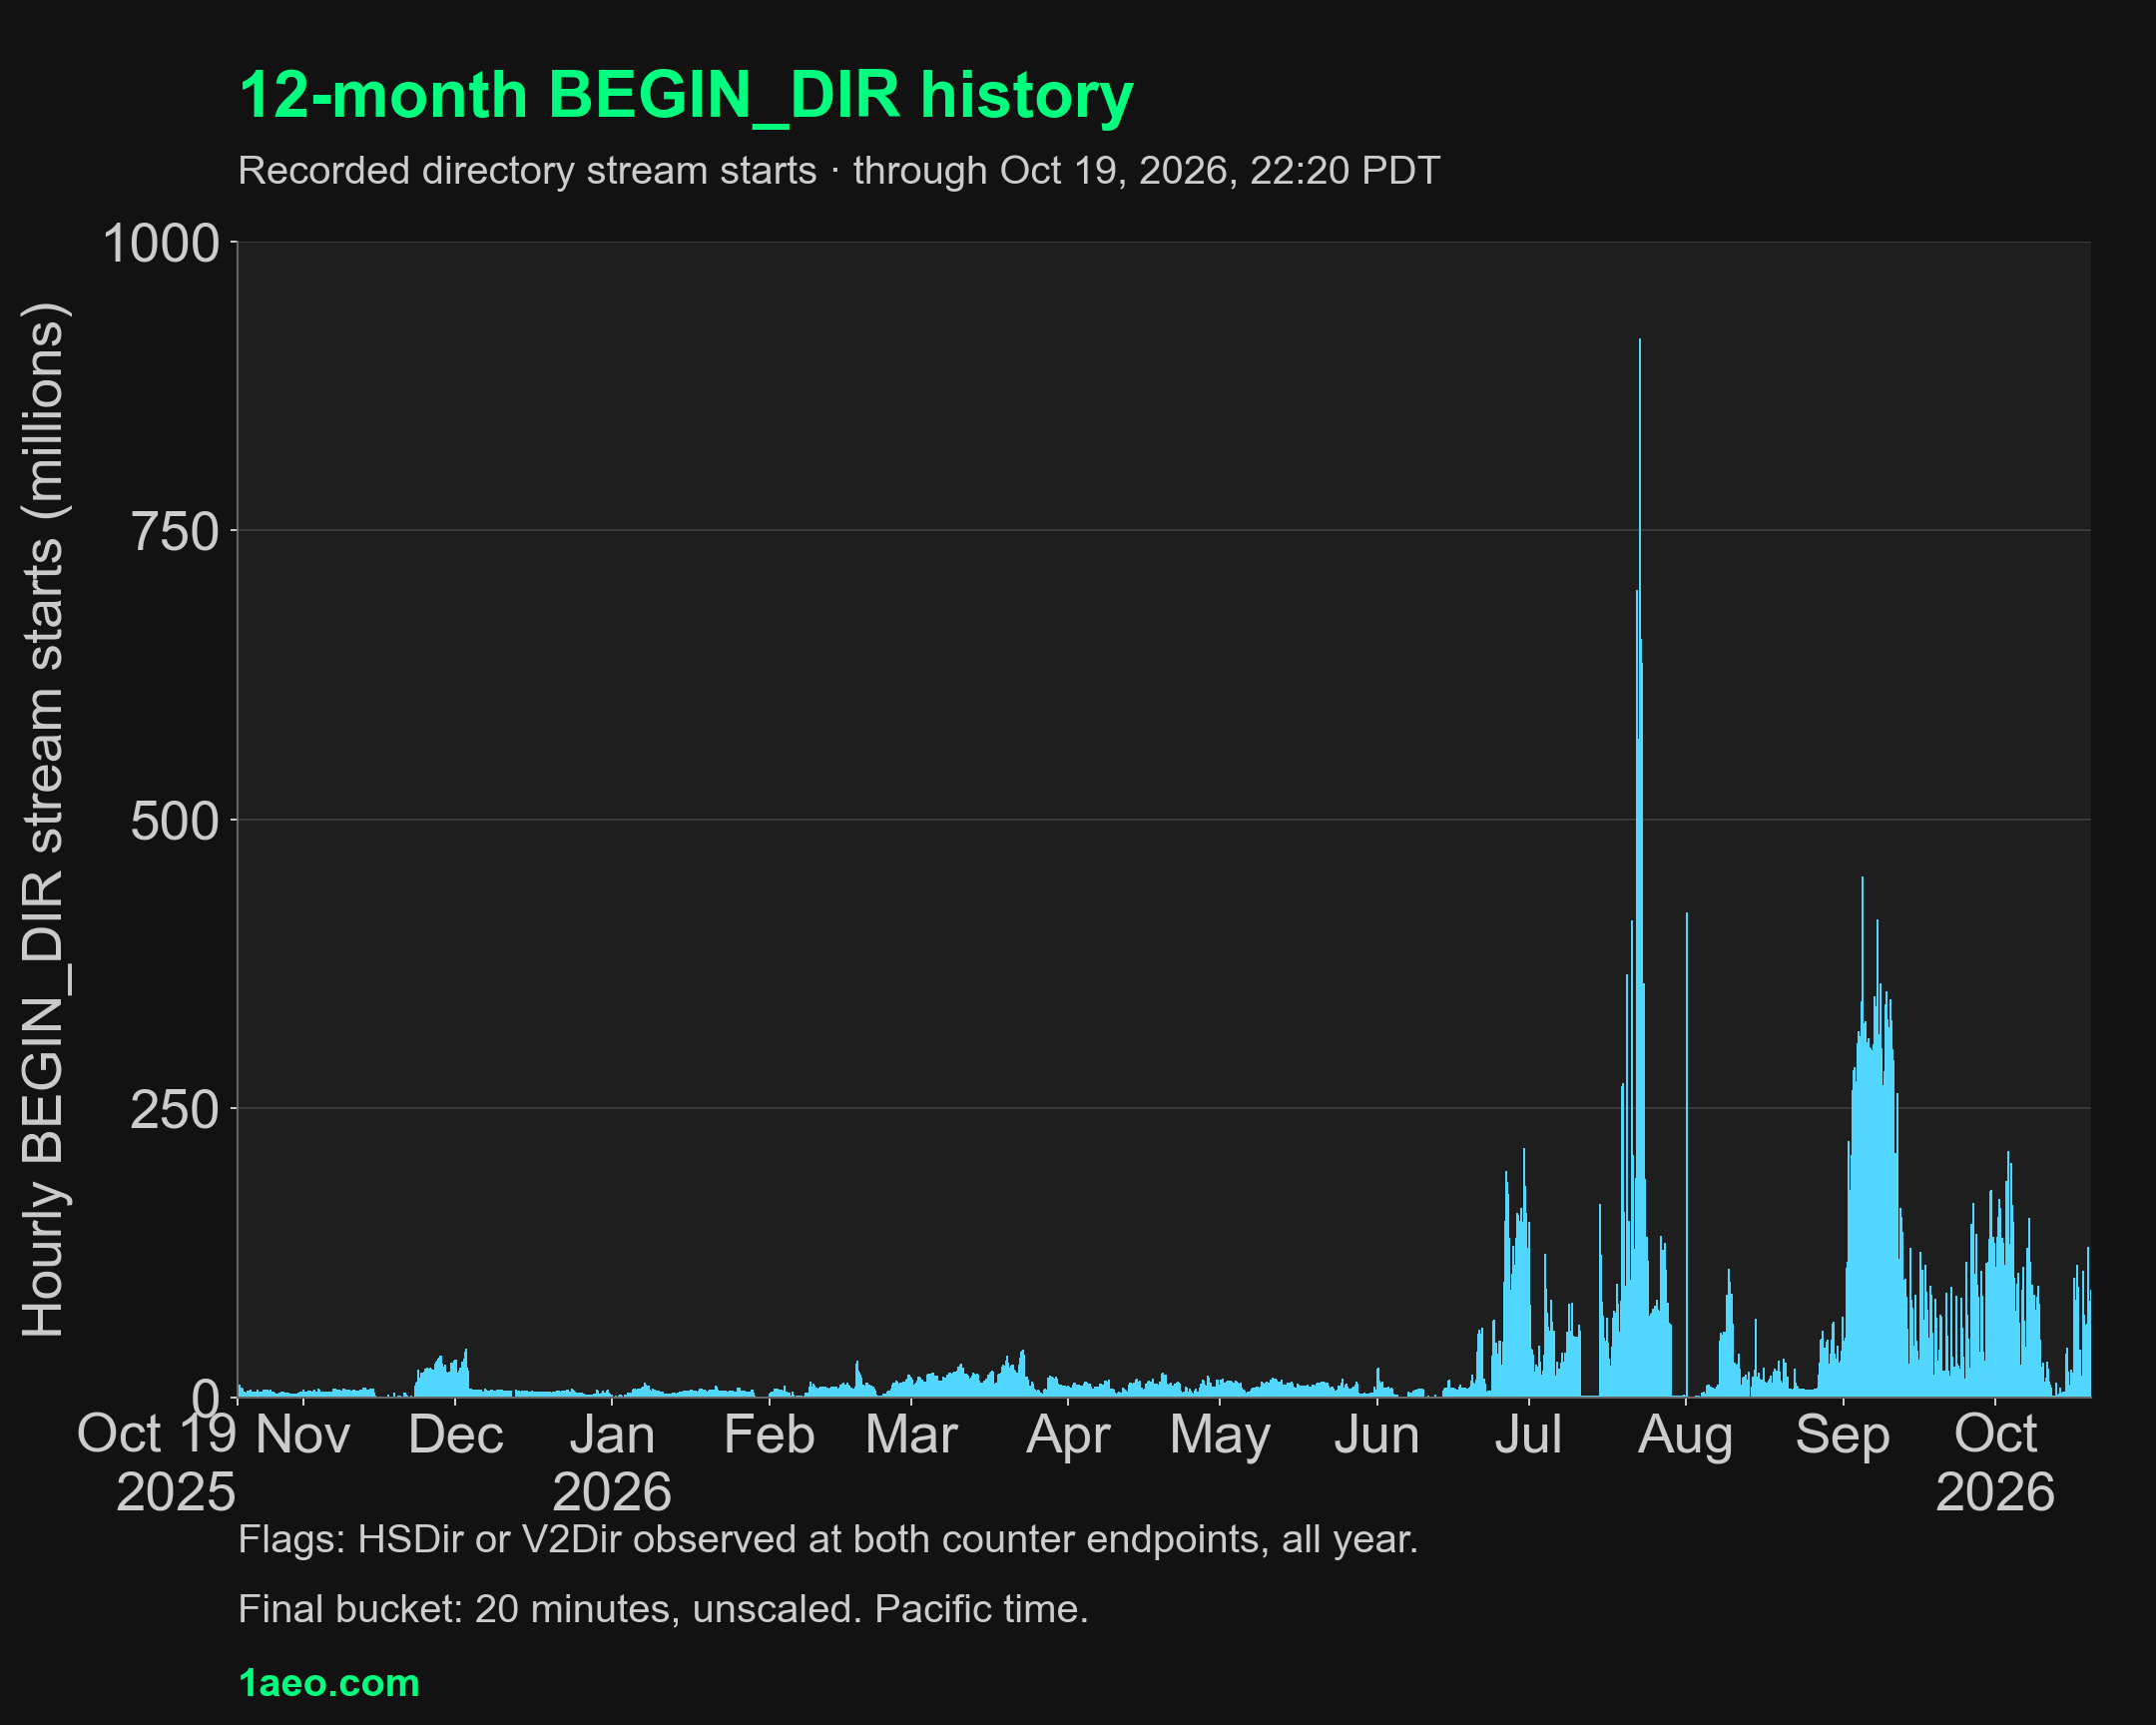 12-month BEGIN_DIR history
Recorded directory stream starts · through Oct 19, 2026, 22:20 PDT
Hourly BEGIN_DIR stream starts (millions)
1000
750
500
250
0
Oct 19 Nov Dec Jan Feb Mar Apr May Jun Jul Aug Sep Oct
2025 2026 2026
Flags: HSDir or V2Dir observed at both counter endpoints, all year.
Final bucket: 20 minutes, unscaled. Pacific time.
1aeo.com